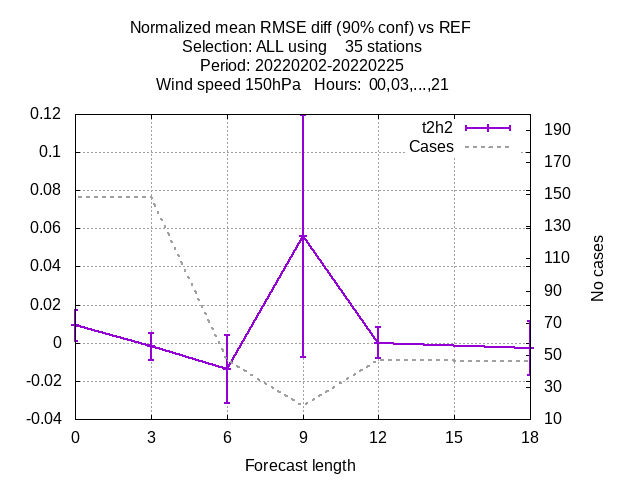 Normalized mean RMSE diff (90% conf) vs REF
Selection: ALL using    35 stations
Period: 20220202-20220225
Wind speed 150hPa   Hours:  00,03,...,21
t2h2
Cases
0.12
0.1
0.08
0.06
0.04
0.02
0
-0.02
-0.04
190
170
150
130
110
90
70
50
30
10
No cases
0 3 6 9 12 15 18
Forecast length